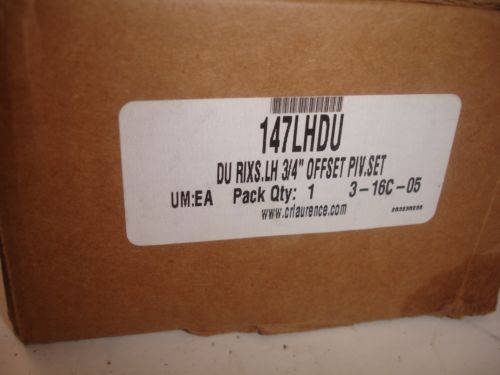 147LHDU
DU RIXS.LH 3/4" OFFSET PIV.SET
UM:EA Pack Qty: 1 3-16C-05
www.crlaurence.com